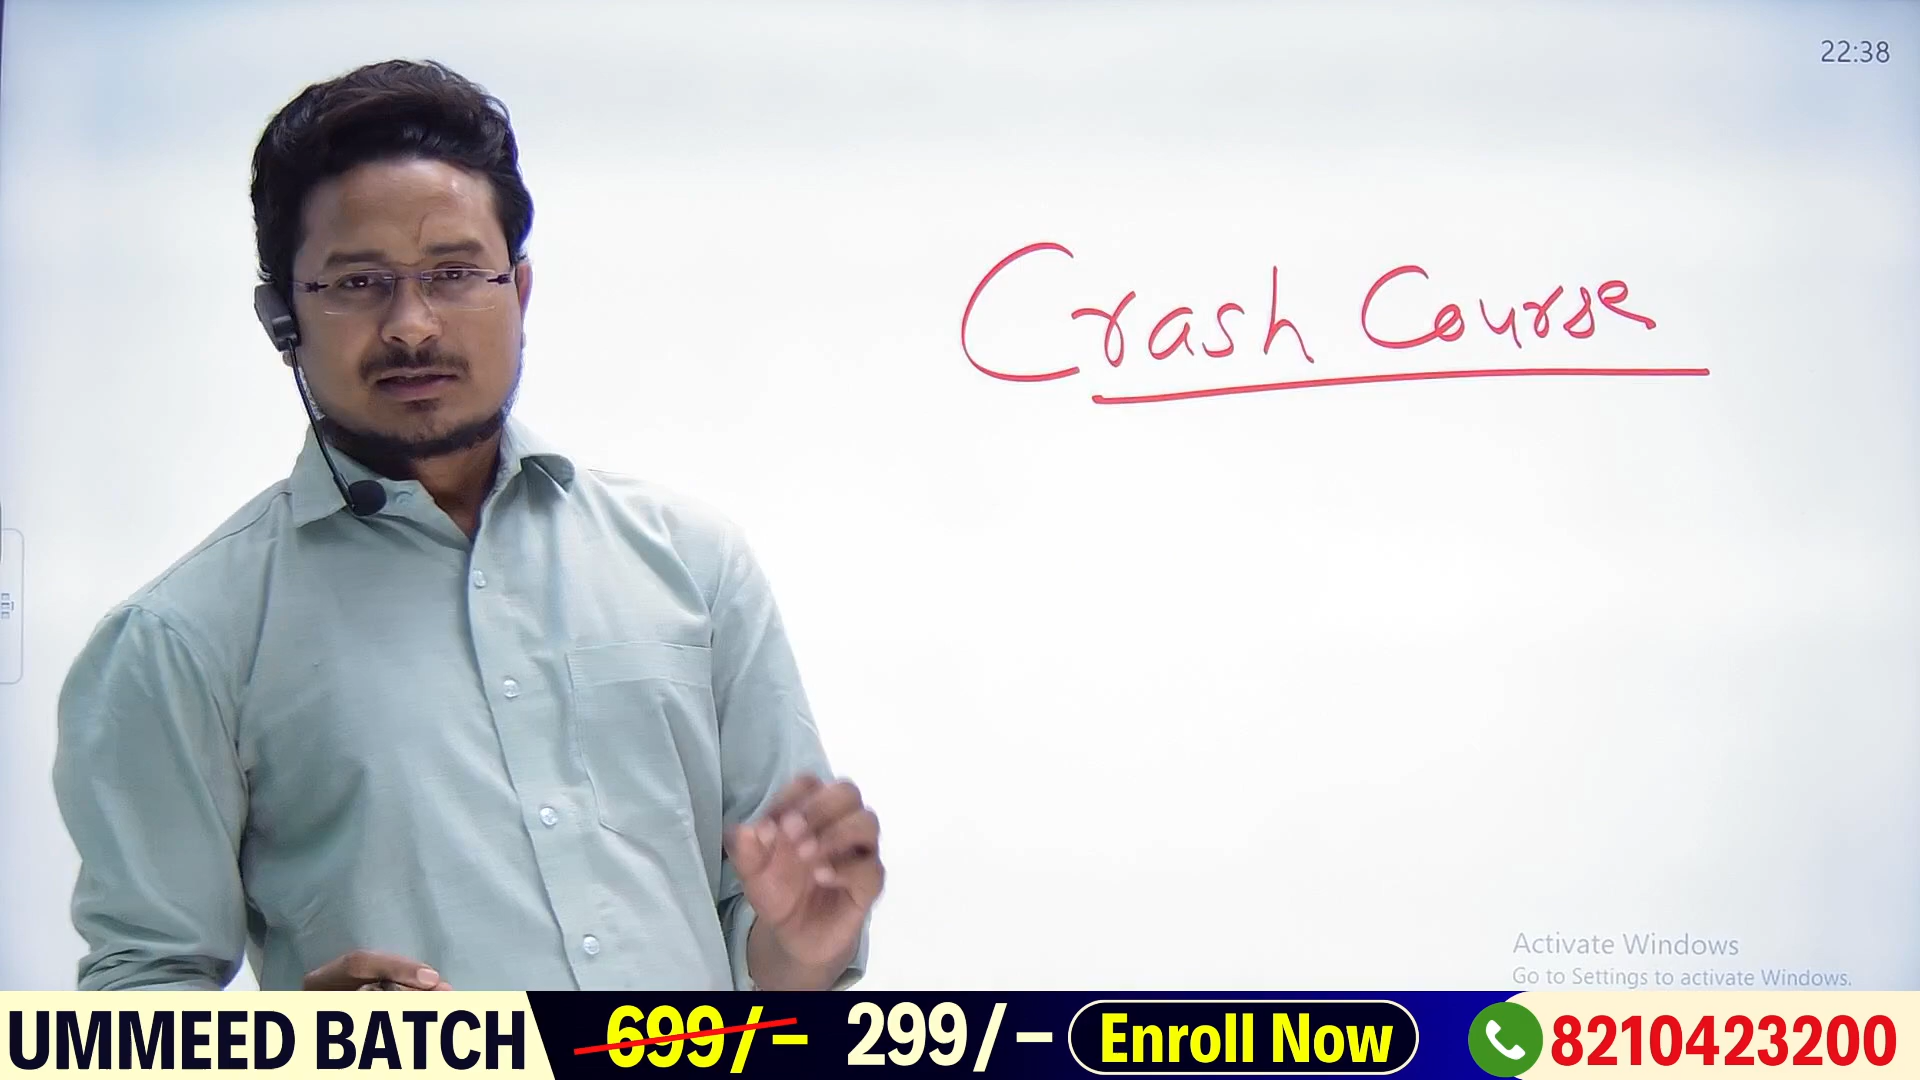 22:38
Crash Course
Activate Windows
Go to Settings to activate Windows.
UMMEED BATCH 699/- 299/- Enroll Now 8210423200